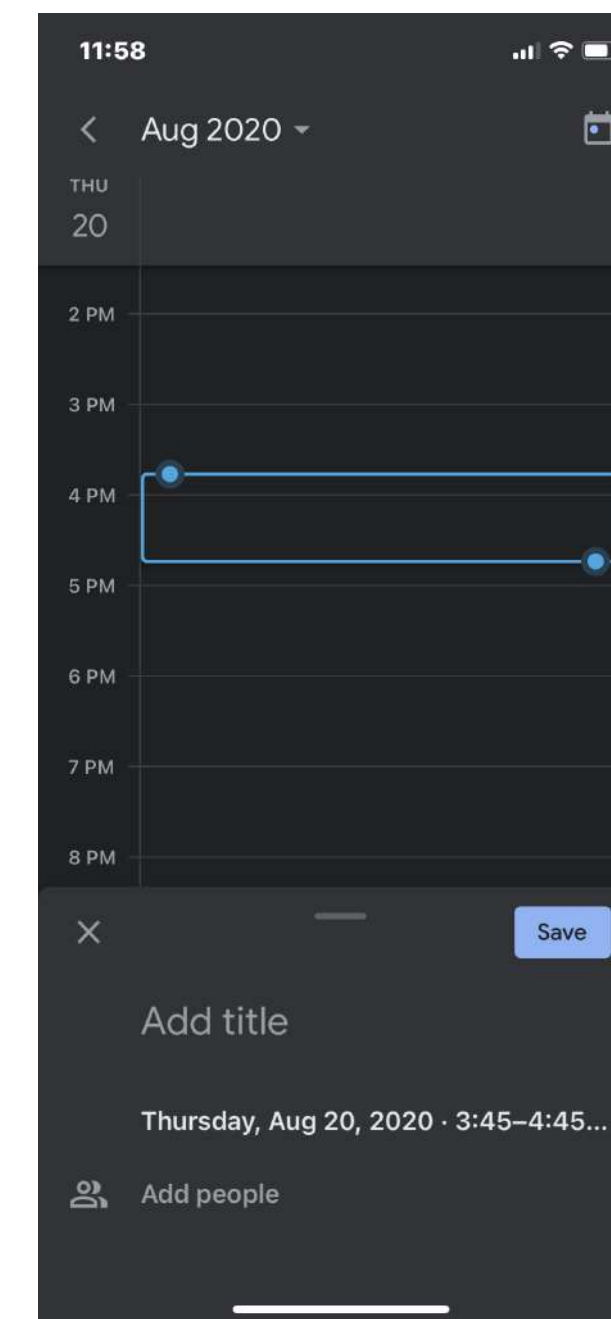 11:58
Aug 2020
THU
20
2 PM
3 PM
4 PM
5 PM
6 PM
7 PM
8 PM
Save
Add title
Thursday, Aug 20, 2020 · 3:45–4:45...
Add people